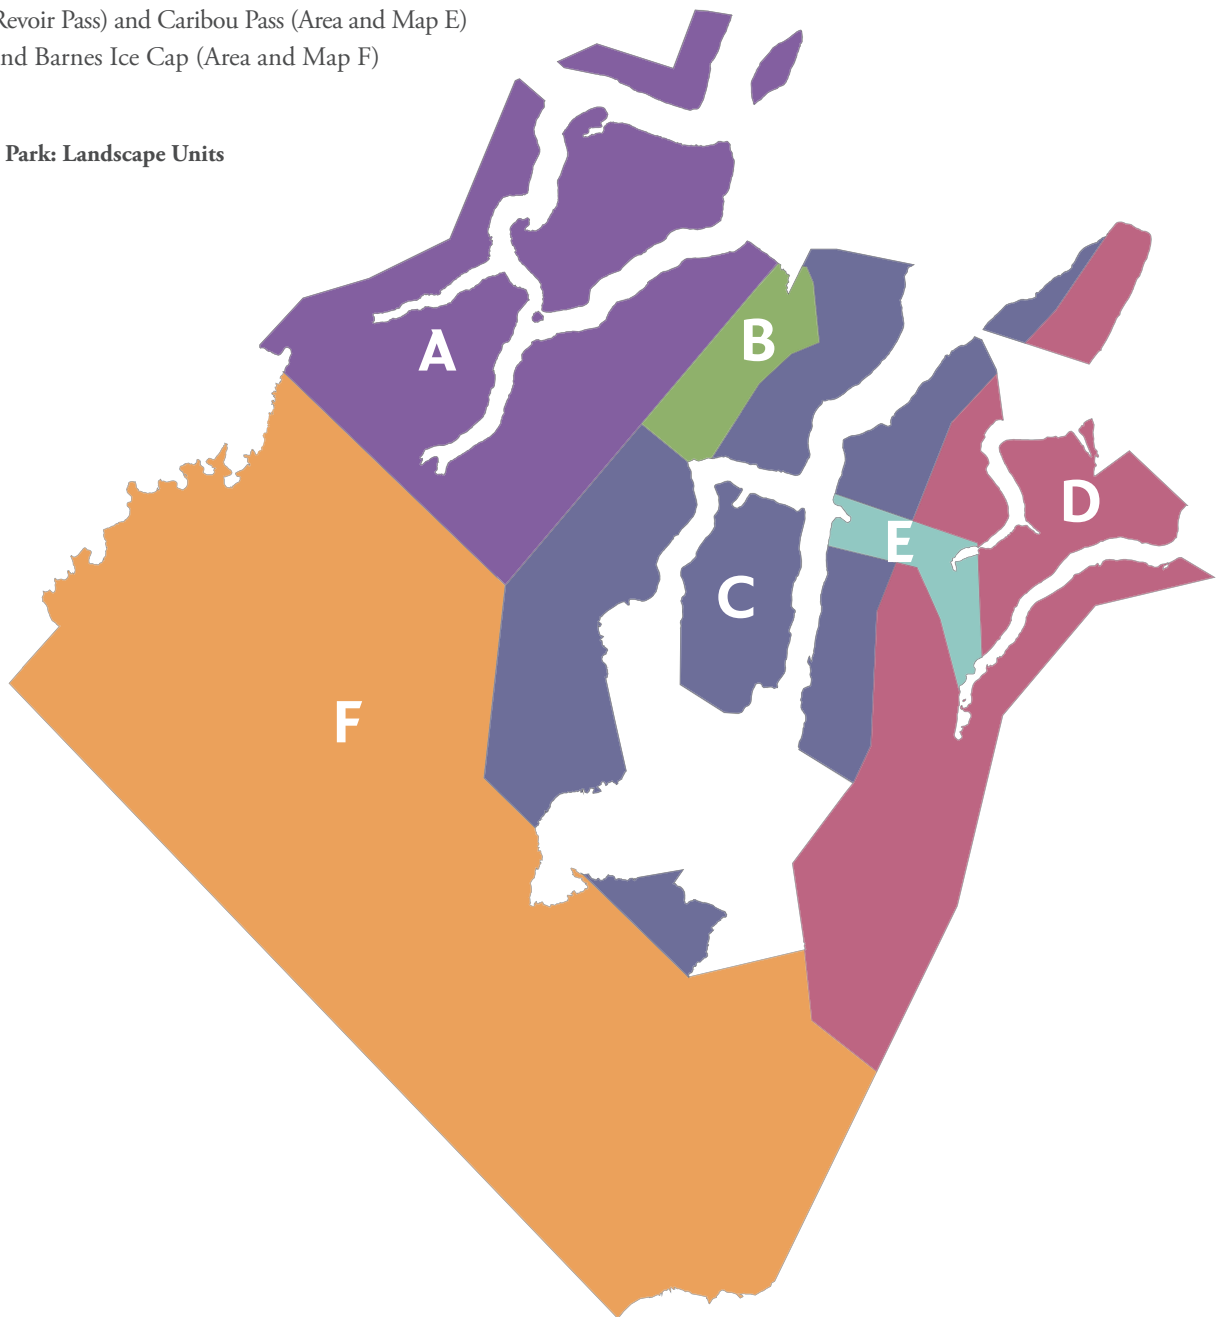 Revoir Pass) and Caribou Pass (Area and Map E)
nd Barnes Ice Cap (Area and Map F)
Park: Landscape Units
A
B
D
E
C
F